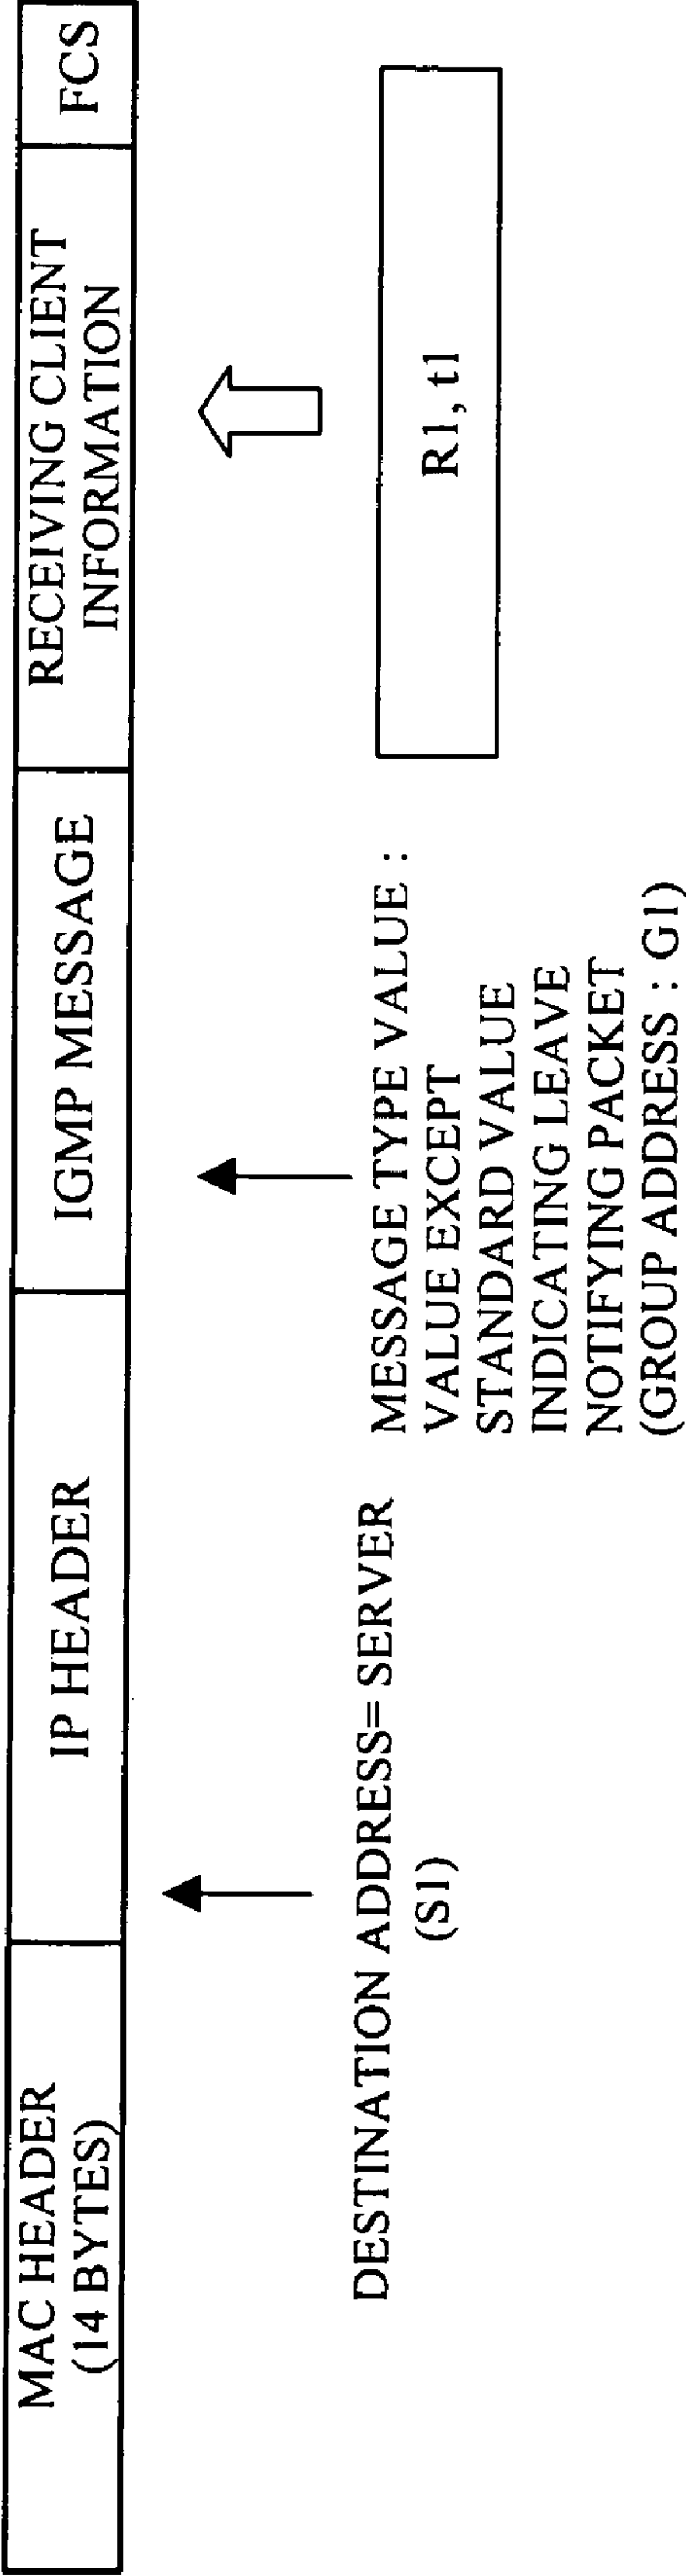 MAC HEADER
(14 BYTES)
IP HEADER
IGMP MESSAGE
RECEIVING CLIENT
INFORMATION
FCS
DESTINATION ADDRESS= SERVER
(S1)
MESSAGE TYPE VALUE :
VALUE EXCEPT
STANDARD VALUE
INDICATING LEAVE
NOTIFYING PACKET
(GROUP ADDRESS : G1)
R1, t1